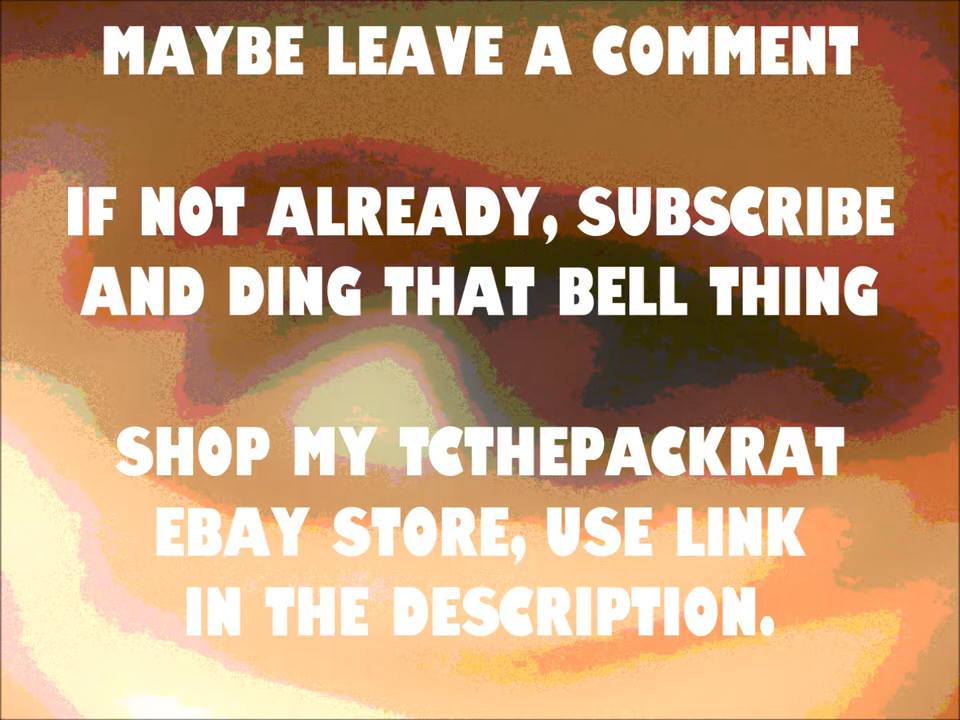 MAYBE LEAVE A COMMENT
IF NOT ALREADY, SUBSCRIBE
AND DING THAT BELL THING
SHOP MY TCTHEPACKRAT
EBAY STORE, USE LINK
IN THE DESCRIPTION.